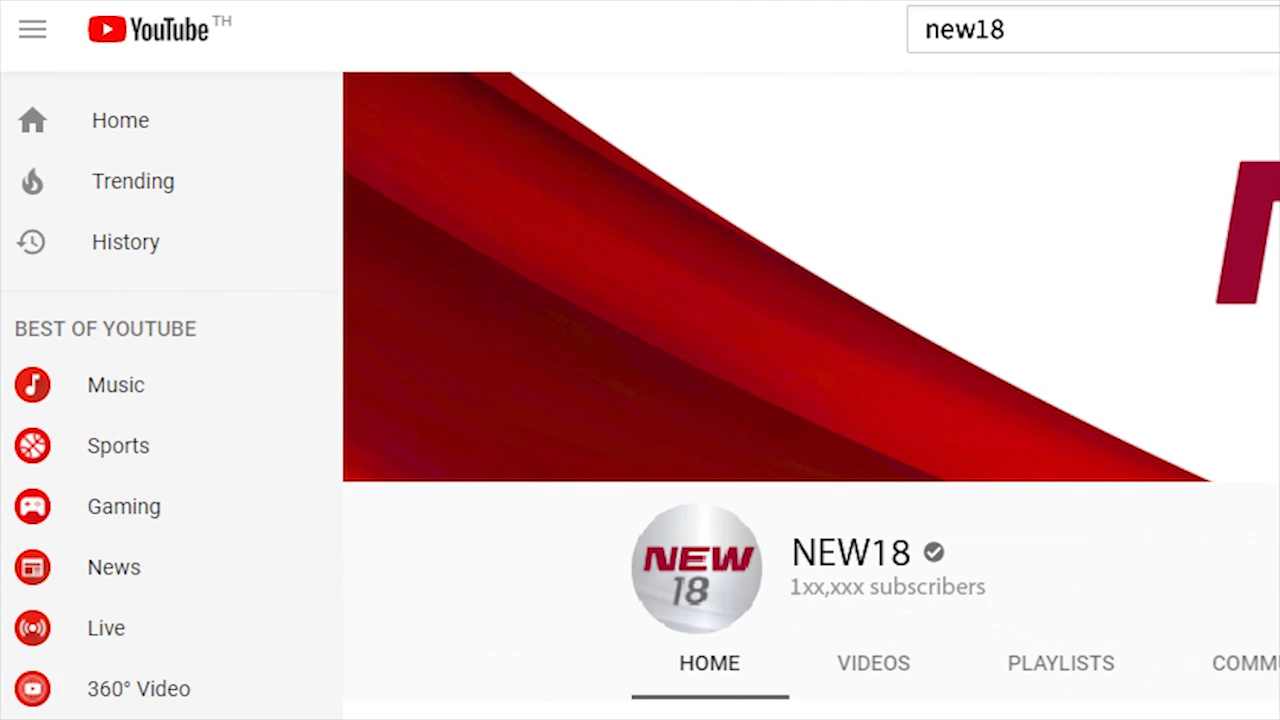 YouTube TH
new18
Home
Trending
History
BEST OF YOUTUBE
Music
Sports
Gaming
News
Live
360° Video
NEW
18
NEW18
1xx,xxx subscribers
HOME
VIDEOS
PLAYLISTS
COMMU